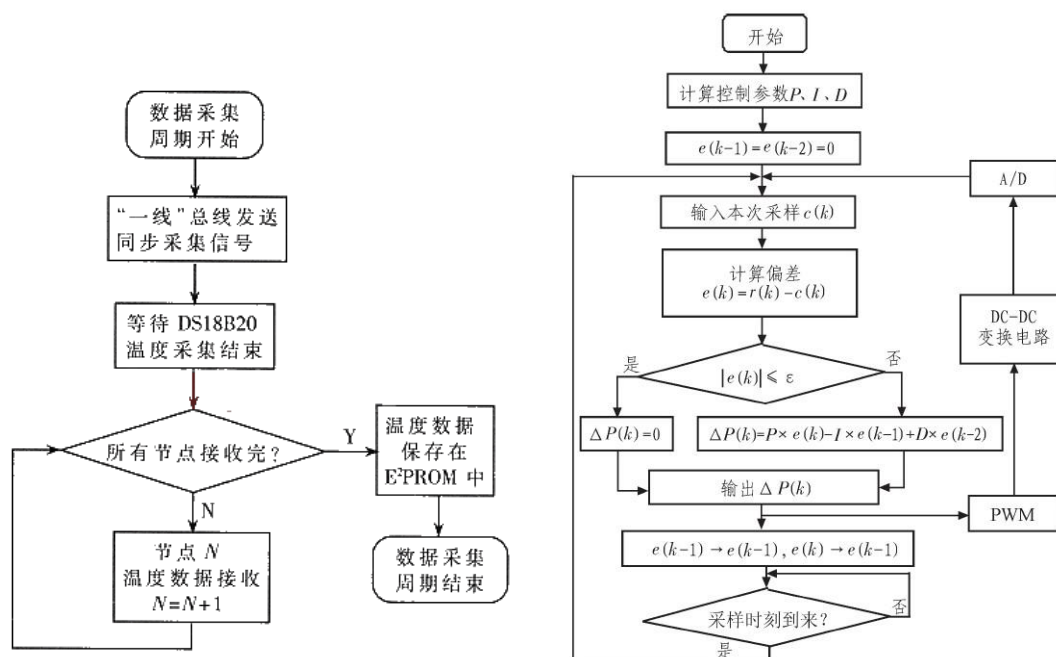 数据采集
周期开始
“一线”总线发送
同步采集信号
等待 DS18B20
温度采集结束
所有节点接收完?
Y
N
温度数据
保存在
E²PROM 中
数据采集
周期结束
节点 N
温度数据接收
N=N+1
开始
计算控制参数P、I、D
e(k-1)=e(k-2)=0
输入本次采样c(k)
计算偏差
e(k)=r(k)-c(k)
是
|e(k)|≤ε
否
ΔP(k)=0
ΔP(k)=P×e(k)-I×e(k-1)+D×e(k-2)
输出ΔP(k)
e(k-1)→e(k-1),e(k)→e(k-1)
采样时刻到来?
否
是
A/D
DC-DC
变换电路
PWM